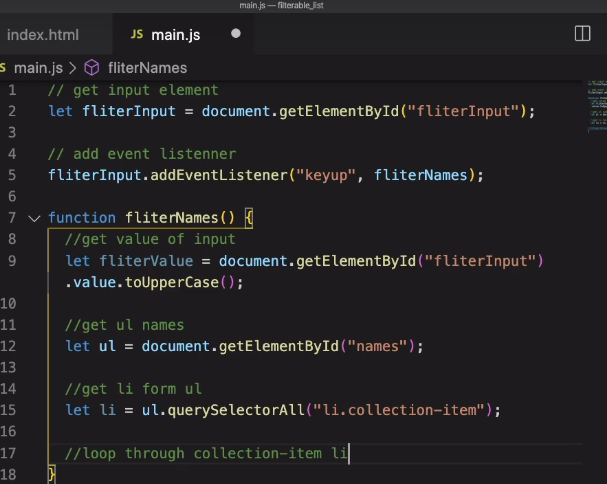 main.js — filterable_list
index.html
JS main.js
s main.js > fliterNames
1 // get input element
2 let fliterInput = document.getElementById("fliterInput");
3
4 // add event listenner
5 fliterInput.addEventListener("keyup", fliterNames);
6
7 function fliterNames() {
8 //get value of input
9 let fliterValue = document.getElementById("fliterInput")
.value.toUpperCase();
10
11 //get ul names
12 let ul = document.getElementById("names");
13
14 //get li form ul
15 let li = ul.querySelectorAll("li.collection-item");
16
17 //loop through collection-item li
18 }